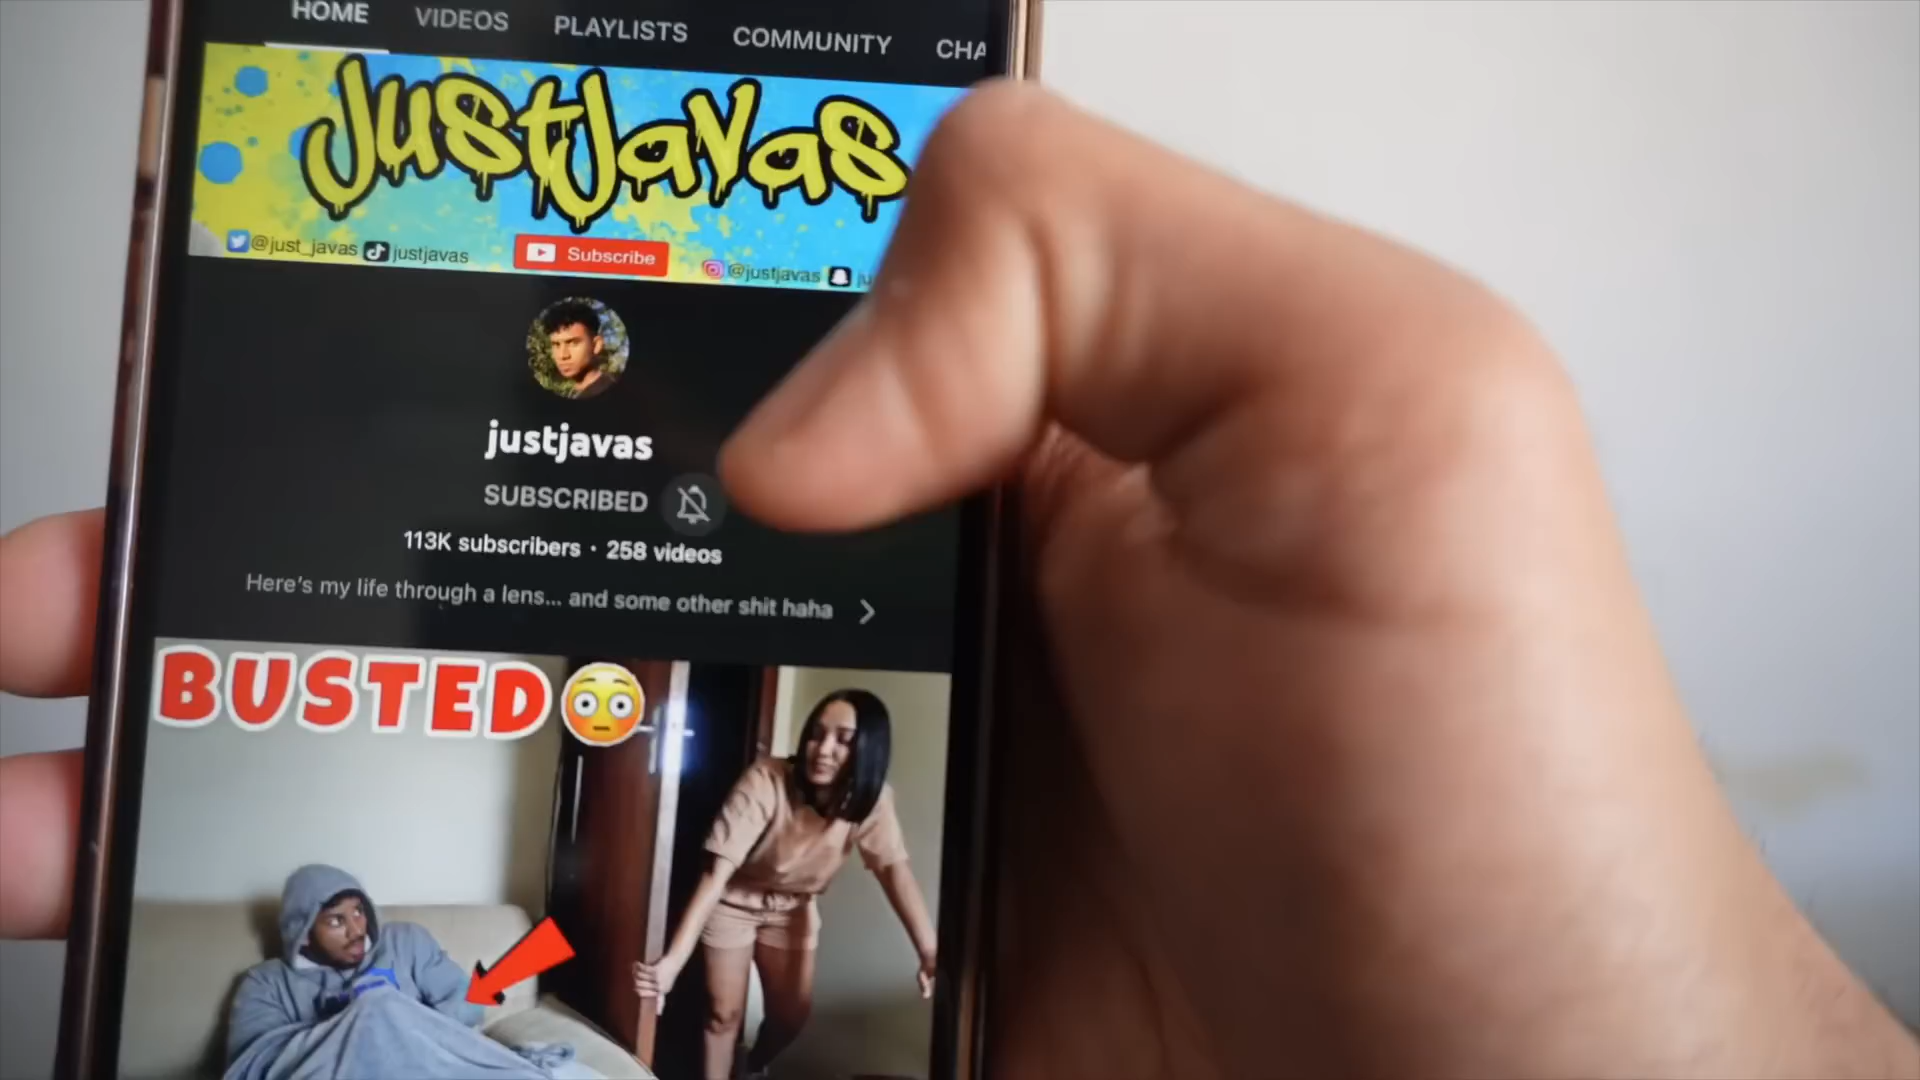 HOME VIDEOS PLAYLISTS COMMUNITY CHA
JustJavas
@just_javas justjavas Subscribe @justjavas ju
justjavas
SUBSCRIBED
113K subscribers · 258 videos
Here's my life through a lens... and some other shit haha
BUSTED